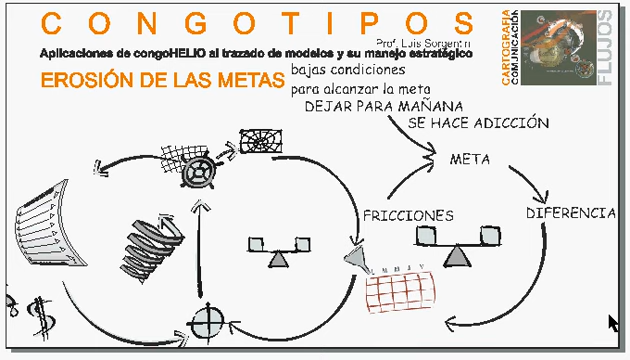 CONGOTIPOS
Prof. Luis Sorgentin
Aplicaciones de congoHELIO al trazado de modelos y su manejo estratégico
EROSIÓN DE LAS METAS
bajas condiciones
para alcanzar la meta
DEJAR PARA MAÑANA
SE HACE ADICCIÓN
META
FRICCIONES
DIFERENCIA
L M M J V
$
CARTOGRAFIA
COMUNICACIÓN
FLUJOS